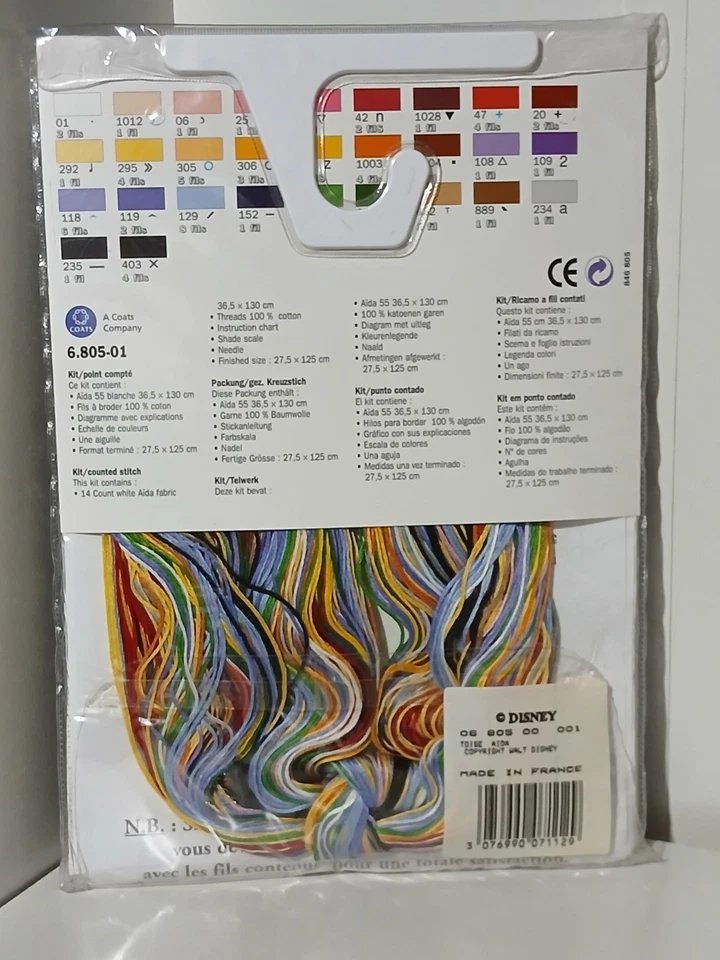 01 · 1012 06 › 25 42 n 1028 ▼ 47 + 20 +
2 fils 1 fil 1 fil 2 fils 1 fil 4 fils 1 fil
292 ♩ 295 » 305 ○ 306 z 1003 ▪ 108 △ 109 2
1 fil 4 fils 5 fils 1 fil 1 fil
118 119 129 / 152 — 889 234 a
6 fils 2 fils 8 fils 1 fil 1 fil 1 fil
235 — 403 ×
1 fil 4 fils
CE
846 805
COATS
A Coats
Company
6.805-01
Kit/point compté
Ce kit contient :
• Aïda 55 blanche 36,5 x 130 cm
• Fils à broder 100 % coton
• Diagramme avec explications
• Echelle de couleurs
• Une aiguille
• Format terminé : 27,5 x 125 cm
Kit/counted stitch
This kit contains :
• 14 Count white Aïda fabric
36,5 x 130 cm
• Threads 100 % cotton
• Instruction chart
• Shade scale
• Needle
• Finished size : 27,5 x 125 cm
Packung/gez. Kreuzstich
Diese Packung enthält :
• Aïda 55 36,5 x 130 cm
• Garne 100 % Baumwolle
• Stickanleitung
• Farbskala
• Nadel
• Fertige Grösse : 27,5 x 125 cm
Kit/Telwerk
Deze kit bevat :
• Aïda 55 36,5 x 130 cm
• 100 % katoenen garen
• Diagram met uitleg
• Kleurenlegende
• Naald
• Afmetingen afgewerkt :
27,5 x 125 cm
Kit/punto contado
El kit contiene :
• Aïda 55 36,5 x 130 cm
• Hilos para bordar 100 % algodón
• Gráfico con sus explicaciones
• Escala de colores
• Una aguja
• Medidas una vez terminado :
27,5 x 125 cm
Kit/Ricamo a fili contati
Questo kit contiene :
• Aïda 55 cm 36,5 x 130 cm
• Filati da ricamo
• Scema e foglio istruzioni
• Legenda colori
• Un ago
• Dimensioni finite : 27,5 x 125 cm
Kit em ponto contado
Este kit contém :
• Aïda 55 36,5 x 130 cm
• Fio 100 % algodão
• Diagrama de instruções
• N° de cores
• Agulha
• Medidas do trabalho terminado :
27,5 x 125 cm
© DISNEY
06 805 00 001
TOISE AIDA
COPYRIGHT WALT DISNEY
MADE IN FRANCE
3 076990 071129
N.B. :
vous
avec les fils contenus pour une totale satisfaction.